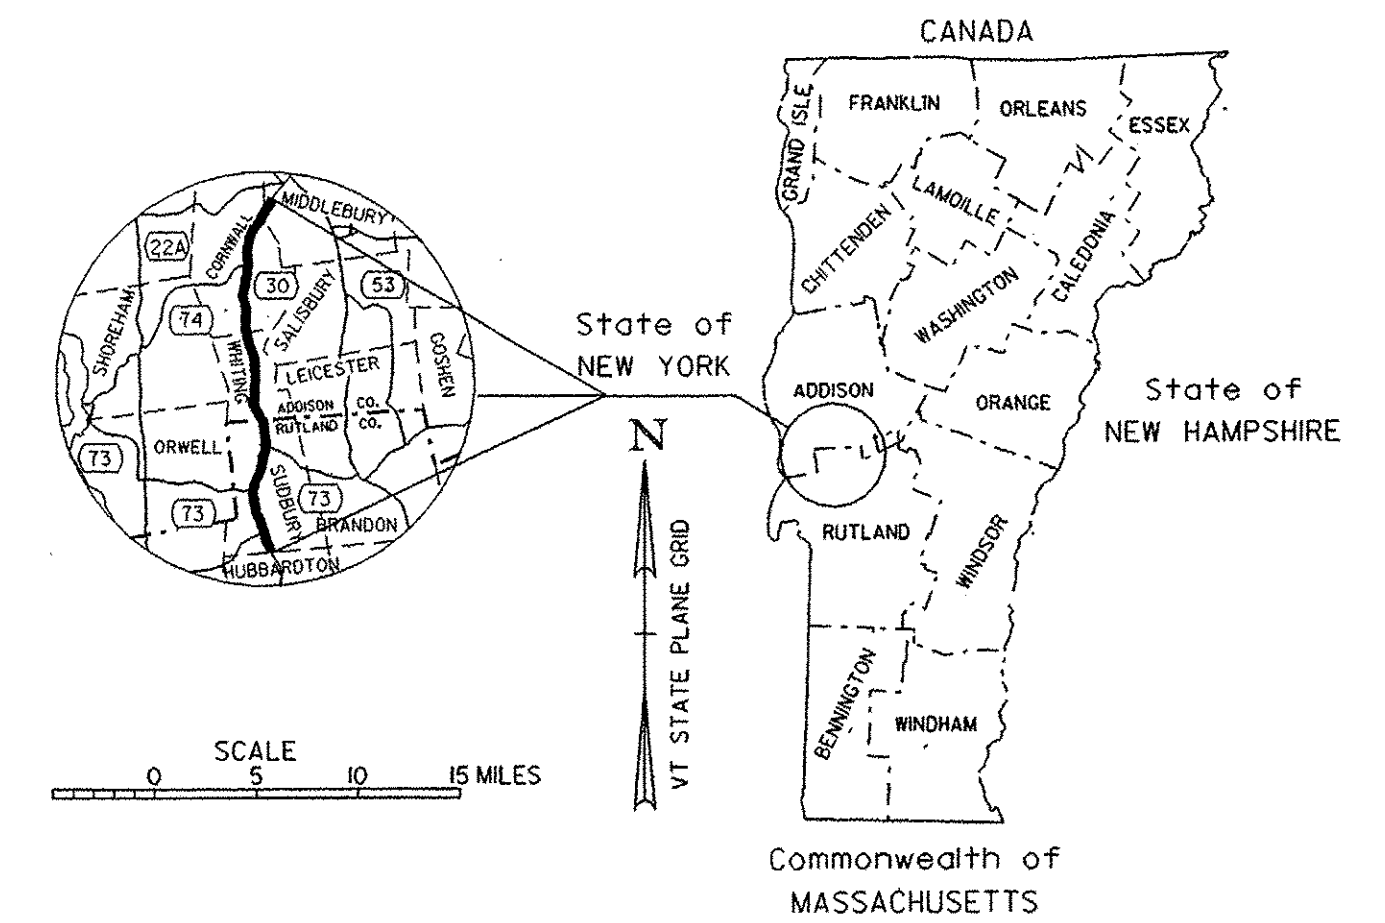 CANADA
GRAND ISLE
FRANKLIN
ORLEANS
ESSEX
LAMOILLE
CHITTENDEN
CALEDONIA
WASHINGTON
State of
NEW YORK
ADDISON
ORANGE
State of
NEW HAMPSHIRE
RUTLAND
WINDSOR
BENNINGTON
WINDHAM
Commonwealth of
MASSACHUSETTS
MIDDLEBURY
CORNWALL
22A
30
53
SALISBURY
SHOREHAM
74
WHITING
LEICESTER
GOSHEN
ADDISON CO.
RUTLAND CO.
ORWELL
73
SUDBURY
73
73
BRANDON
HUBBARDTON
N
VT STATE PLANE GRID
SCALE
0 5 10 15 MILES